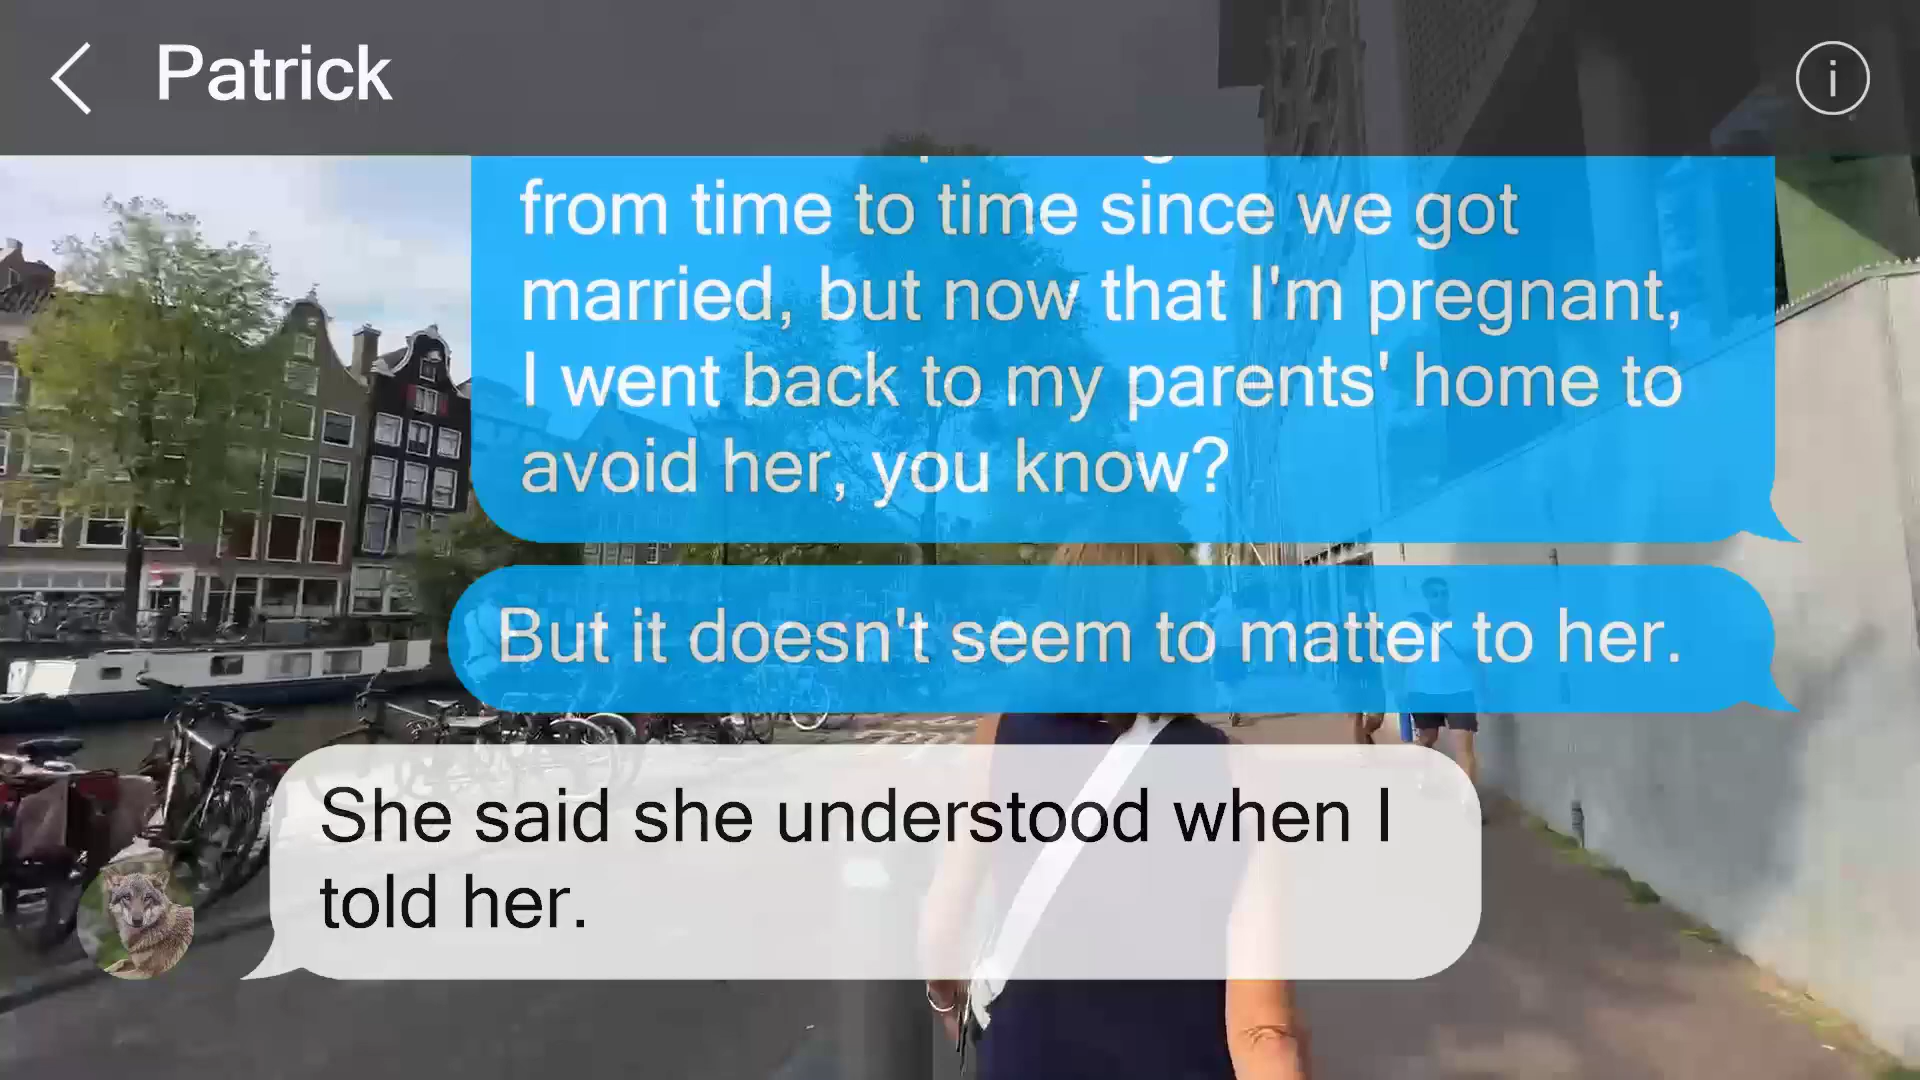 Patrick
from time to time since we got
married, but now that I'm pregnant,
I went back to my parents' home to
avoid her, you know?
But it doesn't seem to matter to her.
She said she understood when I
told her.